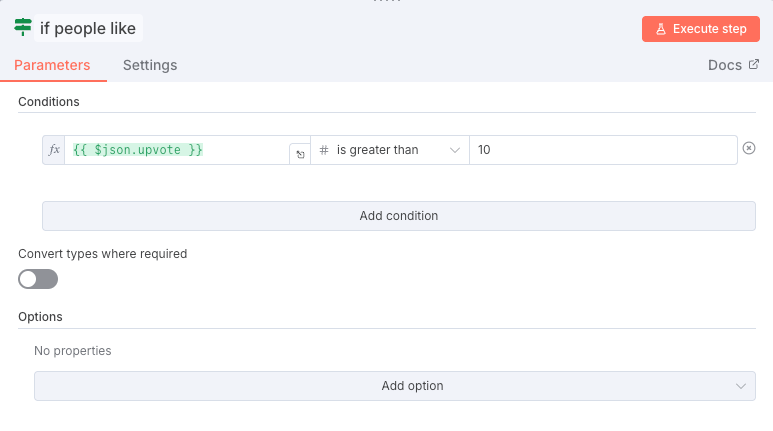 if people like
Execute step
Parameters Settings Docs
Conditions
fx {{ $json.upvote }} # is greater than 10
Add condition
Convert types where required
Options
No properties
Add option